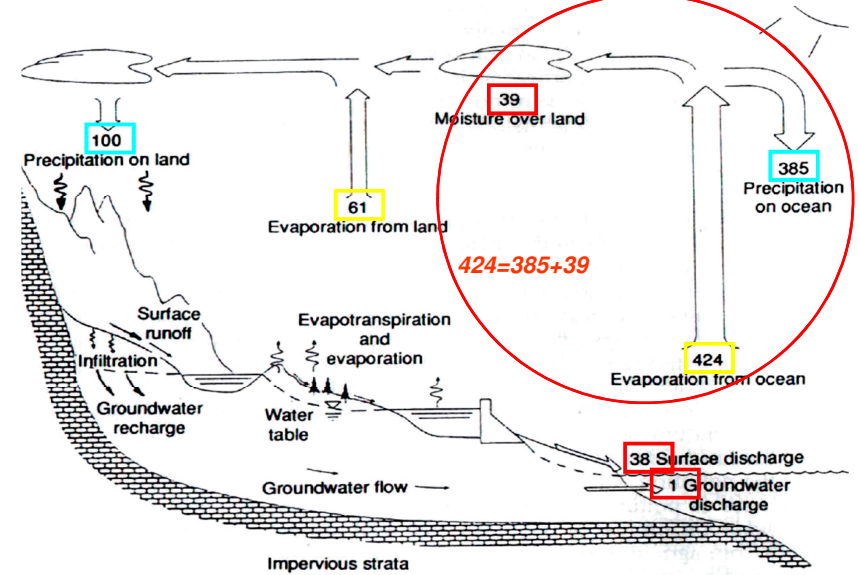 39
Moisture over land
100
Precipitation on land
385
Precipitation
on ocean
61
Evaporation from land
424=385+39
Surface
runoff
Evapotranspiration
and
evaporation
424
Evaporation from ocean
Infiltration
Groundwater
recharge
Water
table
38 Surface discharge
1 Groundwater
discharge
Groundwater flow
Impervious strata